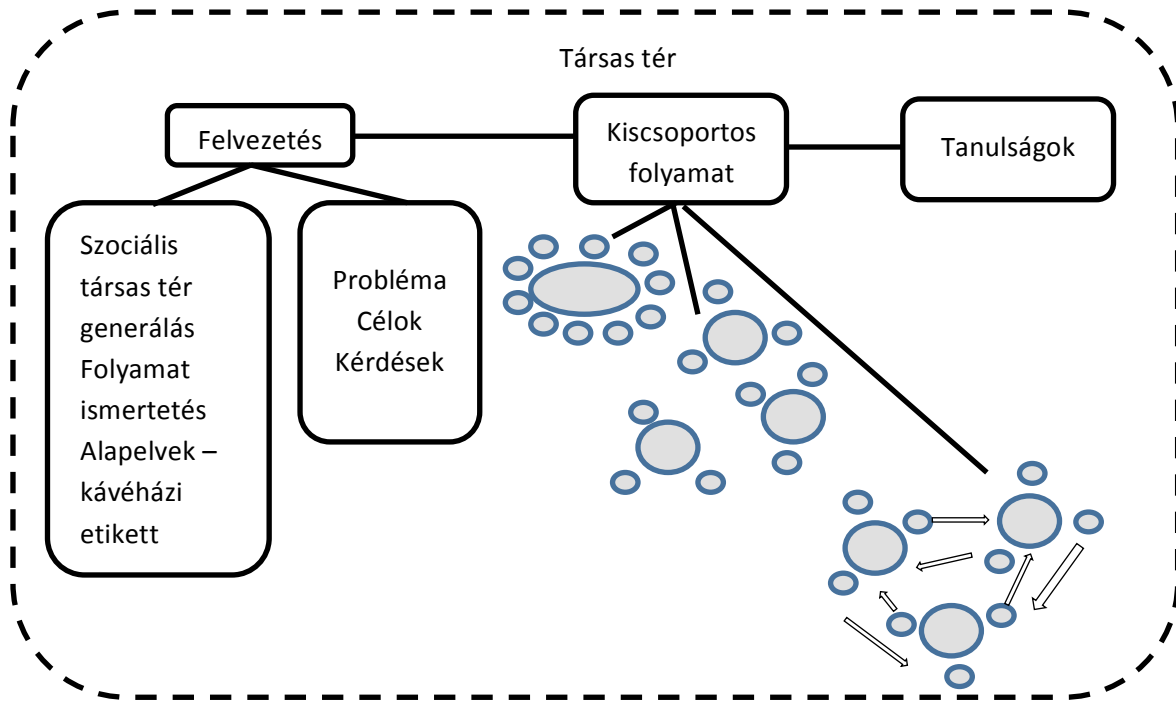 Társas tér
Felvezetés
Kiscsoportos
folyamat
Tanulságok
Szociális
társas tér
generálás
Folyamat
ismertetés
Alapelvek –
kávéházi
etikett
Probléma
Célok
Kérdések